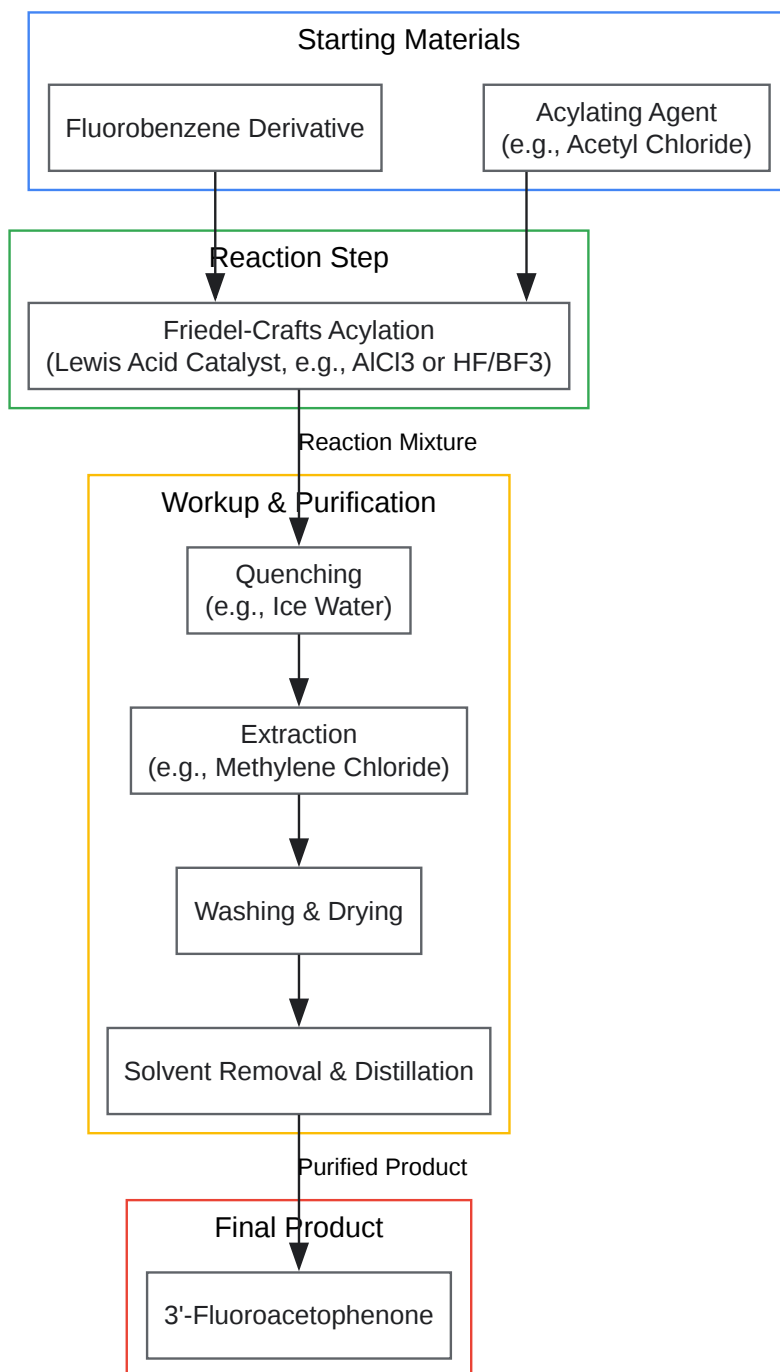 Starting Materials
Fluorobenzene Derivative
Acylating Agent
(e.g., Acetyl Chloride)
Reaction Step
Friedel-Crafts Acylation
(Lewis Acid Catalyst, e.g., AlCl3 or HF/BF3)
Reaction Mixture
Workup & Purification
Quenching
(e.g., Ice Water)
Extraction
(e.g., Methylene Chloride)
Washing & Drying
Solvent Removal & Distillation
Purified Product
Final Product
3'-Fluoroacetophenone